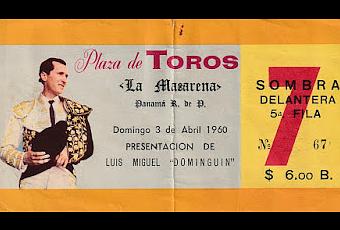 Plaza de TOROS
«La Macarena»
Panamá R. de P.
Domingo 3 de Abril 1960
PRESENTACION DE
LUIS MIGUEL "DOMINGUIN"
7
SOMBRA
DELANTERA
5ª FILA
Nº 67
$ 6.00 B.